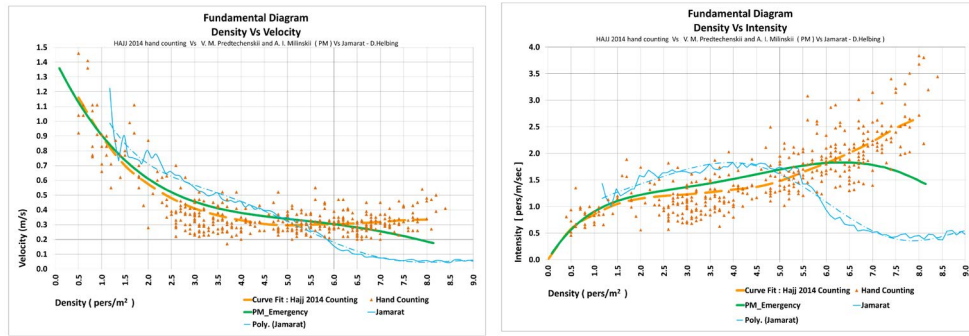 Fundamental Diagram
Density Vs Velocity
HAJJ 2014 hand counting Vs V. M. Predtechenskii and A. I. Milinskii ( PM ) Vs Jamarat - D.Helbing
1.5
1.4
1.3
1.2
1.1
1.0
0.9
0.8
0.7
0.6
0.5
0.4
0.3
0.2
0.1
0.0
Velocity (m/s)
0.0 0.5 1.0 1.5 2.0 2.5 3.0 3.5 4.0 4.5 5.0 5.5 6.0 6.5 7.0 7.5 8.0 8.5 9.0
Density ( pers/m² )
Curve Fit : Hajj 2014 Counting
Hand Counting
PM_Emergency
Jamarat
Poly. (Jamarat)
Fundamental Diagram
Density Vs Intensity
HAJJ 2014 hand counting Vs V. M. Predtechenskii and A. I. Milinskii ( PM ) Vs Jamarat - D.Helbing )
4.0
3.5
3.0
2.5
2.0
1.5
1.0
0.5
0.0
Intensity [ pers/m/sec]
0.0 0.5 1.0 1.5 2.0 2.5 3.0 3.5 4.0 4.5 5.0 5.5 6.0 6.5 7.0 7.5 8.0 8.5 9.0
Density ( pers/m² )
Curve Fit : Hajj 2014 Counting
Hand Counting
PM_Emergency
Jamarat
Poly. (Jamarat)